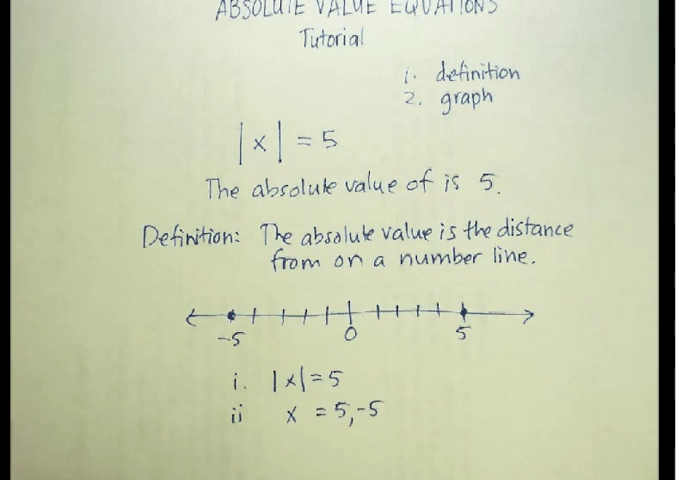 ABSOLUTE VALUE EQUATIONS
Tutorial
1. definition
2. graph
|x| = 5
The absolute value of is 5.
Definition: The absolute value is the distance
from on a number line.
-5 0 5
i. |x| = 5
ii x = 5,-5